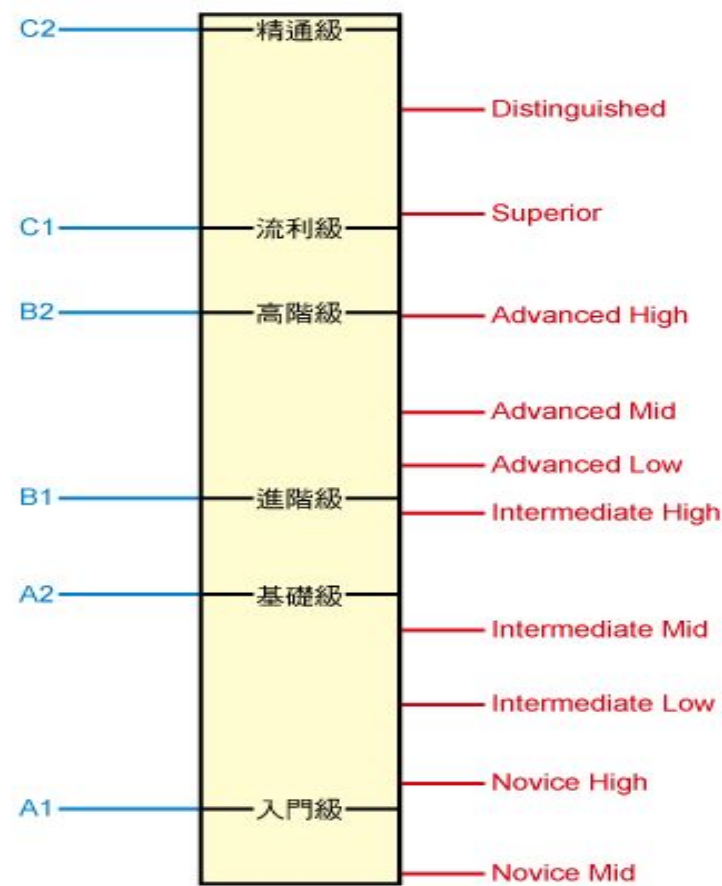 C2 精通級
Distinguished
Superior
C1 流利級
B2 高階級
Advanced High
Advanced Mid
Advanced Low
B1 進階級
Intermediate High
A2 基礎級
Intermediate Mid
Intermediate Low
Novice High
A1 入門級
Novice Mid